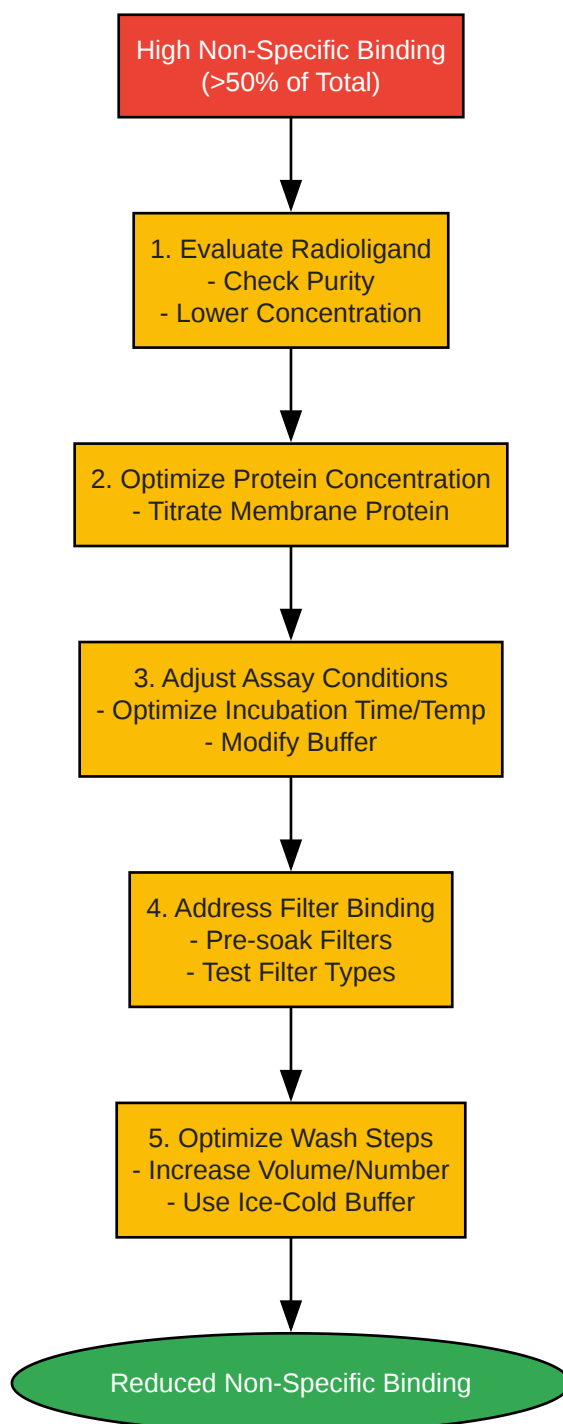 High Non-Specific Binding
(>50% of Total)
1. Evaluate Radioligand
- Check Purity
- Lower Concentration
2. Optimize Protein Concentration
- Titrate Membrane Protein
3. Adjust Assay Conditions
- Optimize Incubation Time/Temp
- Modify Buffer
4. Address Filter Binding
- Pre-soak Filters
- Test Filter Types
5. Optimize Wash Steps
- Increase Volume/Number
- Use Ice-Cold Buffer
Reduced Non-Specific Binding